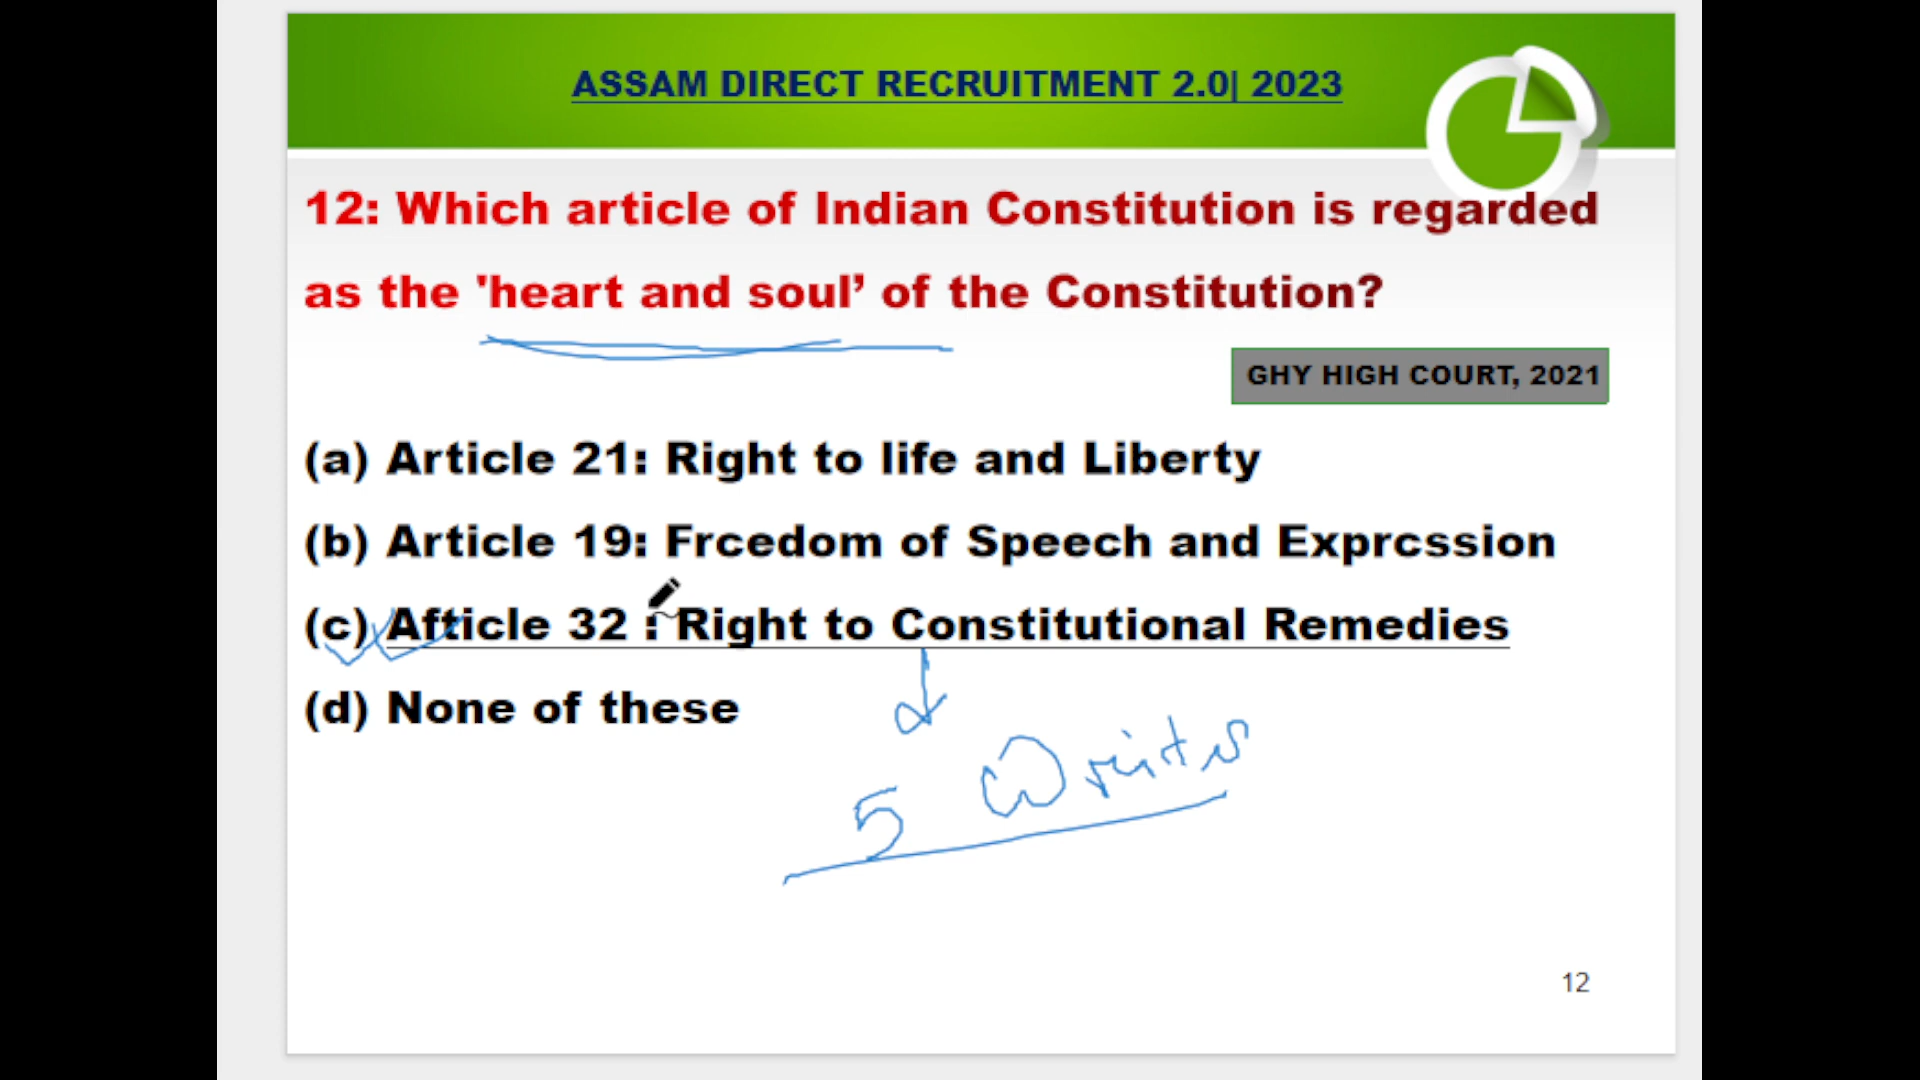 ASSAM DIRECT RECRUITMENT 2.0| 2023
12: Which article of Indian Constitution is regarded
as the 'heart and soul’ of the Constitution?
GHY HIGH COURT, 2021
(a) Article 21: Right to life and Liberty
(b) Article 19: Frcedom of Speech and Exprcssion
(c) Afticle 32 : Right to Constitutional Remedies
(d) None of these
5 Writs
12